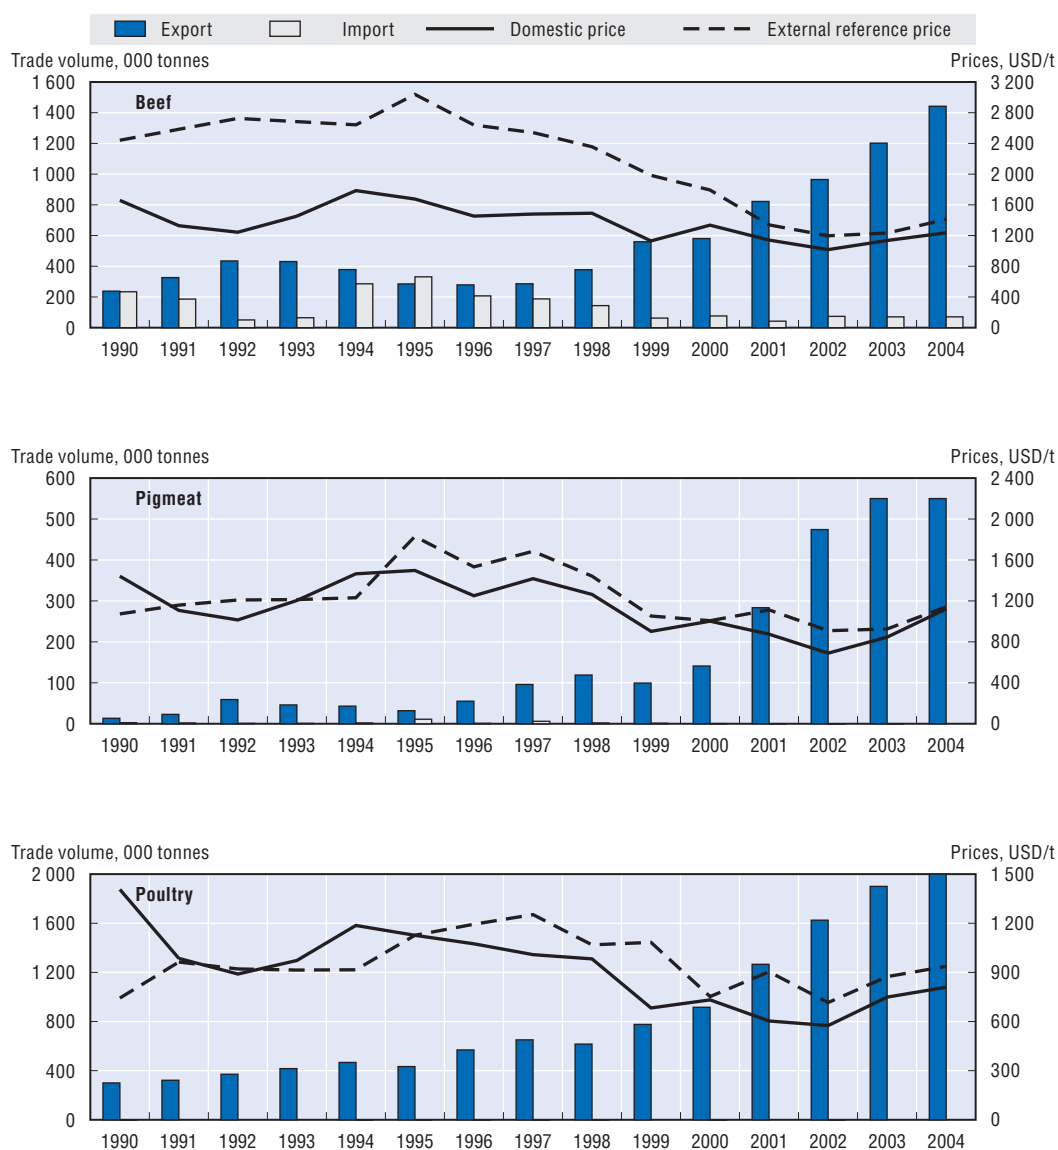 Export Import Domestic price External reference price
Trade volume, 000 tonnes Prices, USD/t
Beef
1 600 3 200
1 400 2 800
1 200 2 400
1 000 2 000
800 1 600
600 1 200
400 800
200 400
0 0
1990 1991 1992 1993 1994 1995 1996 1997 1998 1999 2000 2001 2002 2003 2004
Trade volume, 000 tonnes Prices, USD/t
600 2 400
Pigmeat
500 2 000
400 1 600
300 1 200
200 800
100 400
0 0
1990 1991 1992 1993 1994 1995 1996 1997 1998 1999 2000 2001 2002 2003 2004
Trade volume, 000 tonnes Prices, USD/t
2 000 1 500
Poultry
1 600 1 200
1 200 900
800 600
400 300
0 0
1990 1991 1992 1993 1994 1995 1996 1997 1998 1999 2000 2001 2002 2003 2004